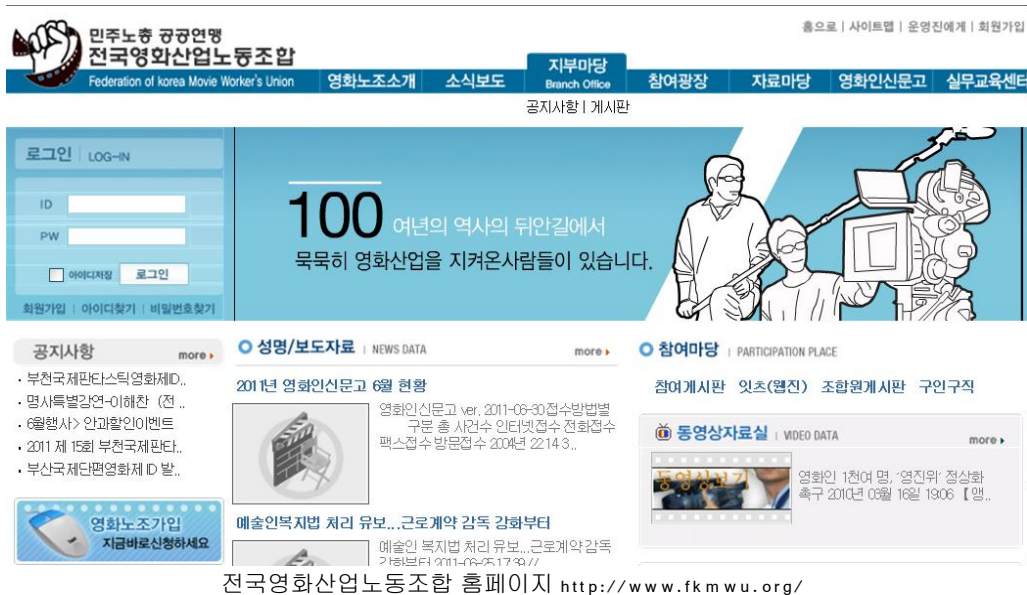 홈으로 | 사이트맵 | 운영진에게 | 회원가입
민주노총 공공연맹
전국영화산업노동조합
Federation of korea Movie Worker's Union
영화노조소개 소식보도 지부마당 참여광장 자료마당 영화인신문고 실무교육센터
Branch Office
공지사항 | 게시판
로그인 | LOG-IN
ID
PW
아이디저장 로그인
회원가입 | 아이디찾기 | 비밀번호찾기
100 여년의 역사의 뒤안길에서
묵묵히 영화산업을 지켜온사람들이 있습니다.
공지사항 more
· 부천국제판타스틱영화제ID..
· 명사특별강연-이해찬 (전 ..
· 6월행사> 안과할인이벤트
· 2011 제 15회 부천국제판타..
· 부산국제단편영화제 ID 발..
영화노조가입
지금바로신청하세요
성명/보도자료 | NEWS DATA more
2011년 영화인신문고 6월 현황
영화인신문고 ver. 2011-06-30 접수방법별
구분 총 사건수 인터넷접수 전화접수
팩스접수 방문접수 2004년 22 14 3..
예술인복지법 처리 유보...근로계약 감독 강화부터
예술인 복지법 처리 유보...근로계약 감독
강화부터 2011-06-25 17:39 //
참여마당 | PARTICIPATION PLACE
참여게시판 잇츠(웹진) 조합원게시판 구인구직
동영상자료실 | VIDEO DATA more
동영상보기
영화인 1천여 명, '영진위' 정상화
촉구 2010년 03월 16일 19:06 【앵..
전국영화산업노동조합 홈페이지 http://www.fkmwu.org/